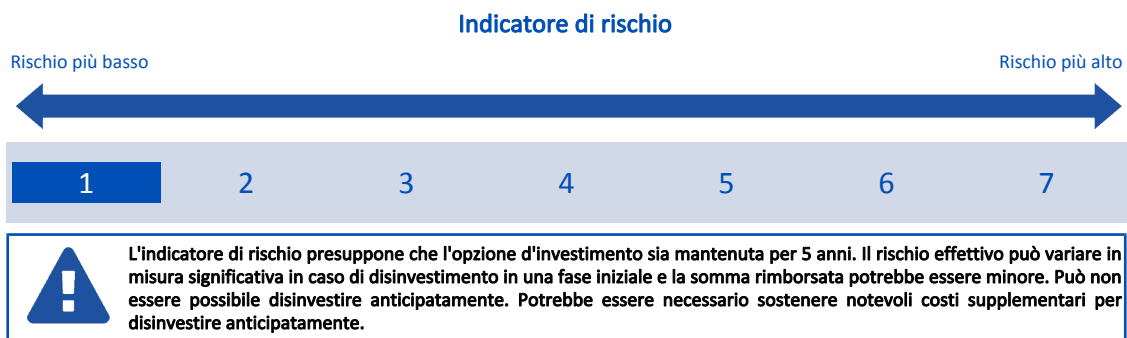 Indicatore di rischio
Rischio più basso Rischio più alto
1 2 3 4 5 6 7
L'indicatore di rischio presuppone che l'opzione d'investimento sia mantenuta per 5 anni. Il rischio effettivo può variare in
misura significativa in caso di disinvestimento in una fase iniziale e la somma rimborsata potrebbe essere minore. Può non
essere possibile disinvestire anticipatamente. Potrebbe essere necessario sostenere notevoli costi supplementari per
disinvestire anticipatamente.